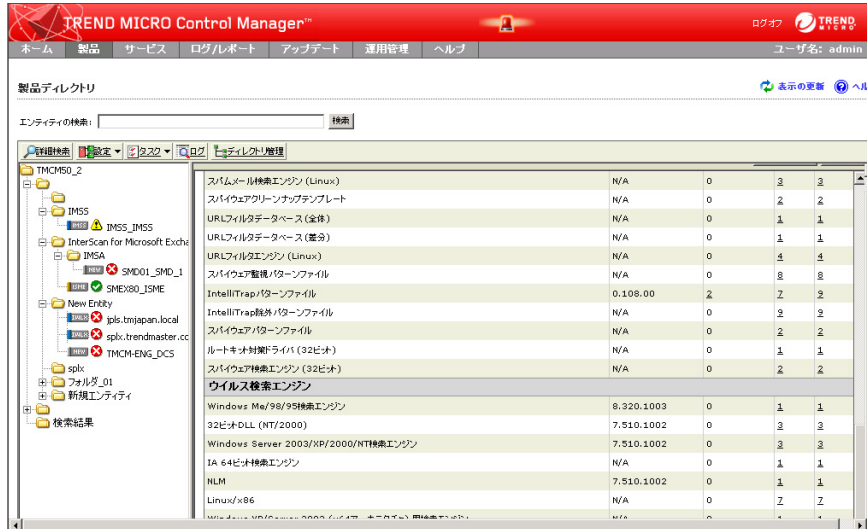 TREND MICRO Control Manager™
ログオフ
TREND MICRO
ホーム 製品 サービス ログ/レポート アップデート 運用管理 ヘルプ ユーザ名: admin
製品ディレクトリ
表示の更新
エンティティの検索: 検索
詳細検索 設定 タスク ログ ディレクトリ管理
TMCM50_2
IMSS
IMSS IMSS_IMSS
InterScan for Microsoft Excha
IMSA
NEW SMD01_SMD_1
ISME SMEX80_ISME
New Entity
jpls.tmjapan.local
splx.trendmaster.cc
NEW TMCM-ENG_DCS
splx
フォルダ_01
新規エンティティ
検索結果
スパムメール検索エンジン (Linux) N/A 0 3 3
スパイウェアクリーンナップテンプレート N/A 0 2 2
URLフィルタデータベース (全体) N/A 0 1 1
URLフィルタデータベース (差分) N/A 0 1 1
URLフィルタエンジン (Linux) N/A 0 4 4
スパイウェア監視パターンファイル N/A 0 8 8
IntelliTrapパターンファイル 0.108.00 2 7 9
IntelliTrap除外パターンファイル N/A 0 9 9
スパイウェアパターンファイル N/A 0 2 2
ルートキット対策ドライバ (32ビット) N/A 0 1 1
スパイウェア検索エンジン (32ビット) N/A 0 2 2
ウイルス検索エンジン
Windows Me/98/95検索エンジン 8.320.1003 0 1 1
32ビットDLL (NT/2000) 7.510.1002 0 3 3
Windows Server 2003/XP/2000/NT検索エンジン 7.510.1002 0 3 3
IA 64ビット検索エンジン N/A 0 1 1
NLM 7.510.1002 0 1 1
Linux/x86 N/A 0 7 7